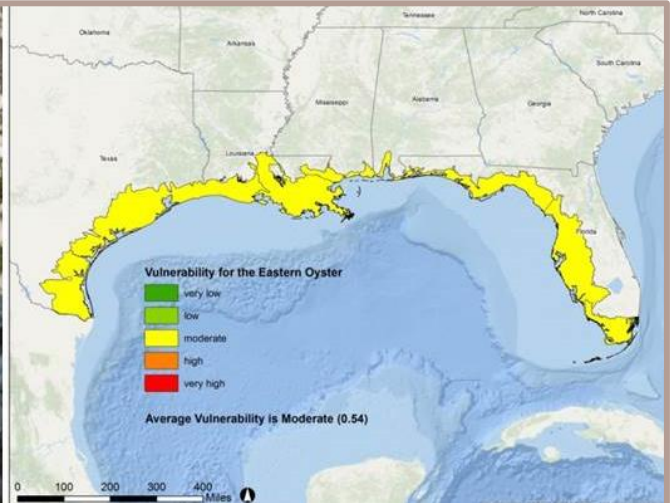 Tennessee
North Carolina
Oklahoma
Arkansas
South Carolina
Mississippi
Alabama
Georgia
Texas
Louisiana
Florida
Vulnerability for the Eastern Oyster
very low
low
moderate
high
very high
Average Vulnerability is Moderate (0.54)
0 100 200 300 400
Miles